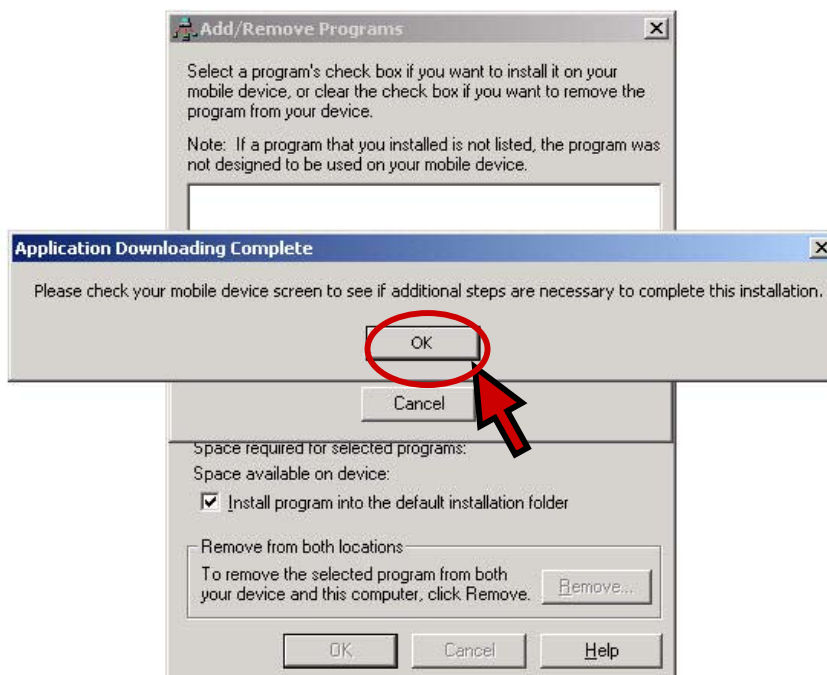 Add/Remove Programs
Select a program's check box if you want to install it on your
mobile device, or clear the check box if you want to remove the
program from your device.
Note: If a program that you installed is not listed, the program was
not designed to be used on your mobile device.
Application Downloading Complete
Please check your mobile device screen to see if additional steps are necessary to complete this installation.
OK
Cancel
Space required for selected programs:
Space available on device:
Install program into the default installation folder
Remove from both locations
To remove the selected program from both
your device and this computer, click Remove.
Remove...
OK
Cancel
Help